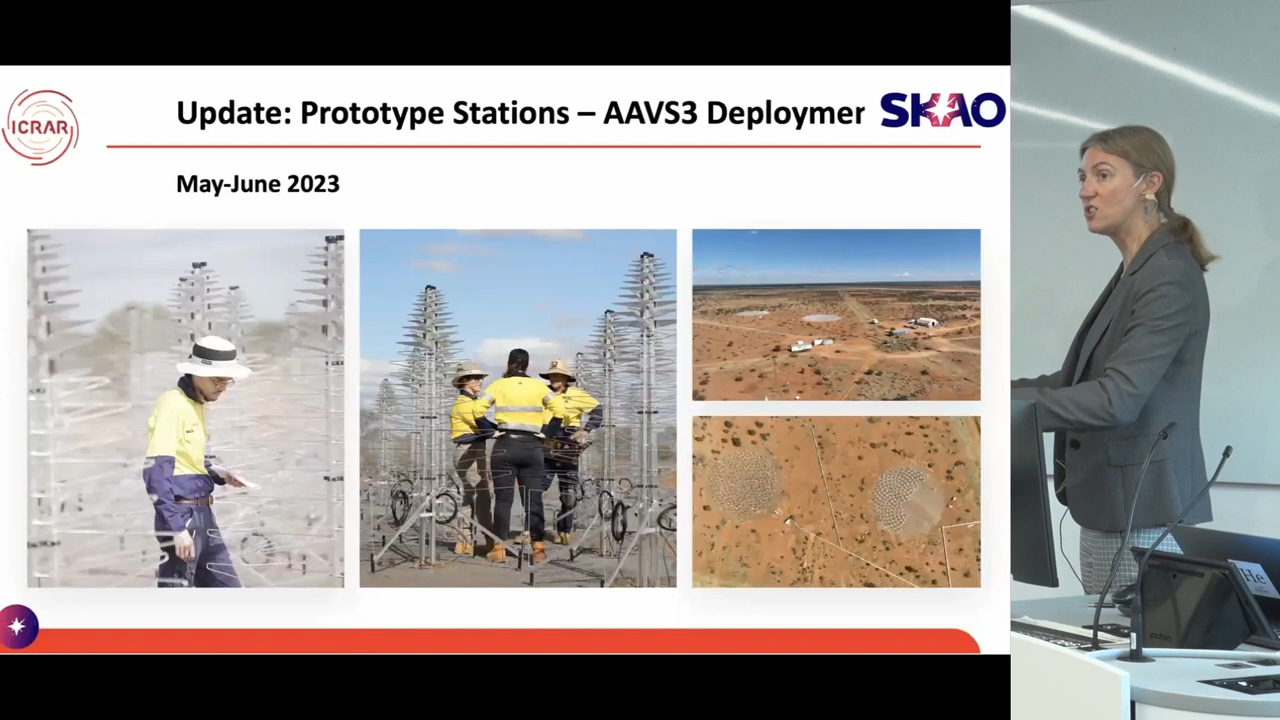 ICRAR
Update: Prototype Stations – AAVS3 Deploymer
SKAO
May-June 2023
He